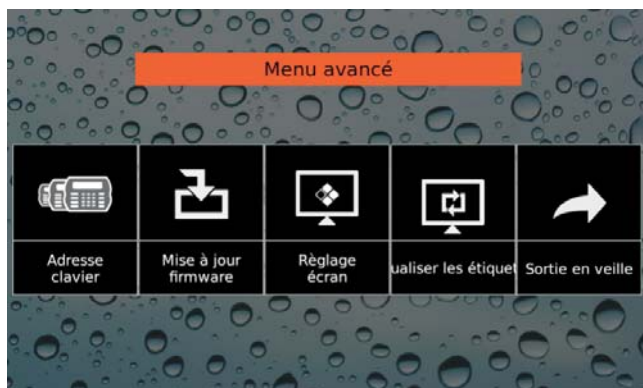 Menu avancé
Adresse
clavier
Mise à jour
firmware
Règlage
écran
ualiser les étiquet
Sortie en veille